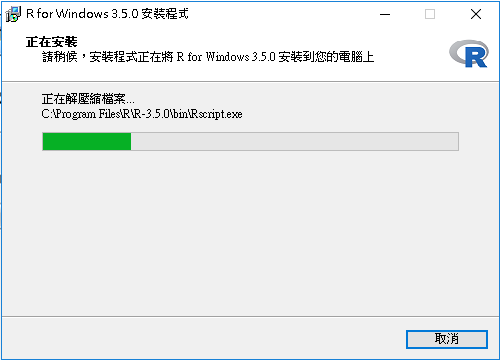 R for Windows 3.5.0 安裝程式
正在安裝
請稍候，安裝程式正在將 R for Windows 3.5.0 安裝到您的電腦上
R
正在解壓縮檔案...
C:\Program Files\R\R-3.5.0\bin\Rscript.exe
取消